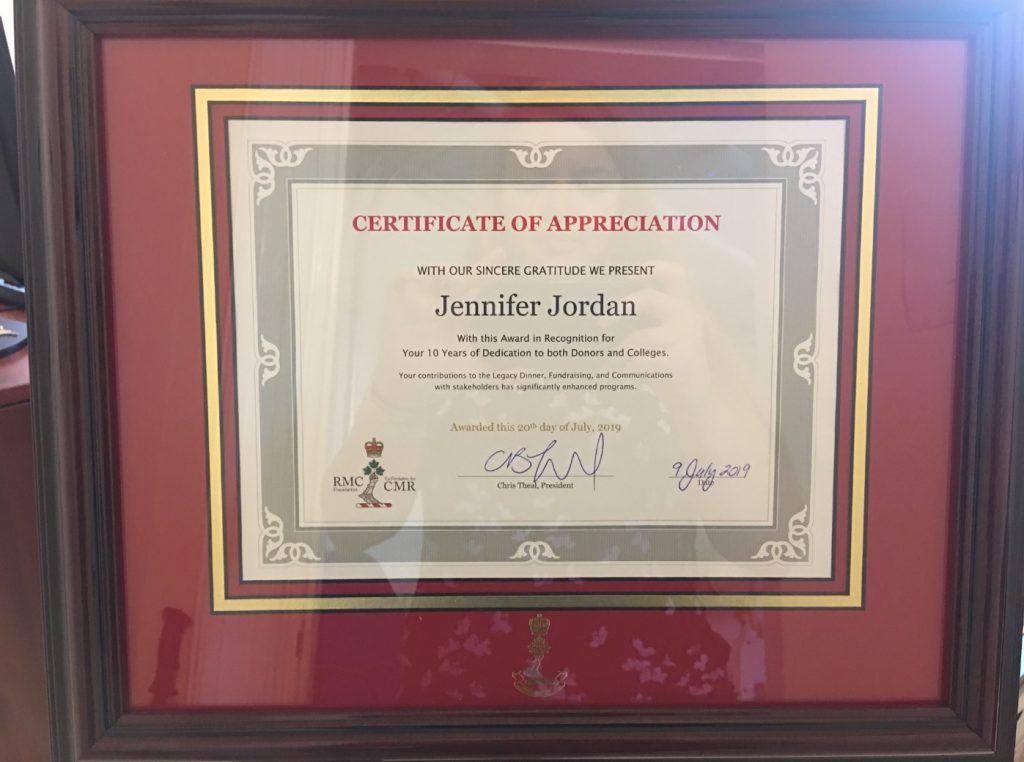 CERTIFICATE OF APPRECIATION
WITH OUR SINCERE GRATITUDE WE PRESENT
Jennifer Jordan
With this Award in Recognition for
Your 10 Years of Dedication to both Donors and Colleges.
Your contributions to the Legacy Dinner, Fundraising, and Communications
with stakeholders has significantly enhanced programs.
Awarded this 20th day of July, 2019
RMC
Foundation
La Fondation des
CMR
Chris Theal, President
9 July 2019
Date